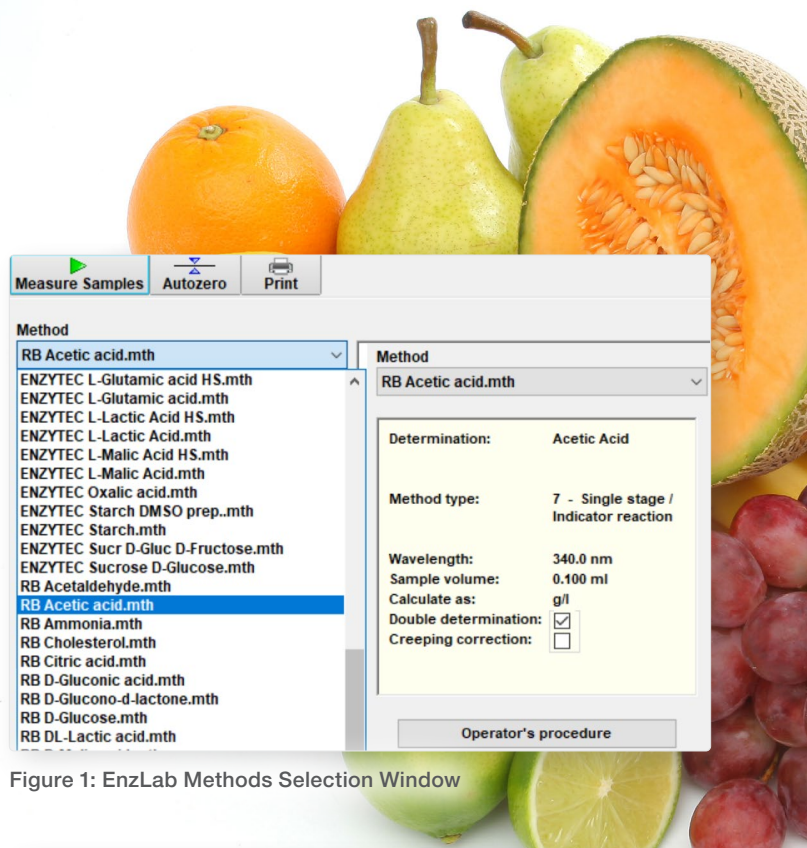 Measure Samples Autozero Print
Method
RB Acetic acid.mth
ENZYTEC L-Glutamic acid HS.mth
ENZYTEC L-Glutamic acid.mth
ENZYTEC L-Lactic Acid HS.mth
ENZYTEC L-Lactic Acid.mth
ENZYTEC L-Malic Acid HS.mth
ENZYTEC L-Malic Acid.mth
ENZYTEC Oxalic acid.mth
ENZYTEC Starch DMSO prep..mth
ENZYTEC Starch.mth
ENZYTEC Sucr D-Gluc D-Fructose.mth
ENZYTEC Sucrose D-Glucose.mth
RB Acetaldehyde.mth
RB Acetic acid.mth
RB Ammonia.mth
RB Cholesterol.mth
RB Citric acid.mth
RB D-Gluconic acid.mth
RB D-Glucono-d-lactone.mth
RB D-Glucose.mth
RB DL-Lactic acid.mth
Method
RB Acetic acid.mth
Determination: Acetic Acid
Method type: 7 - Single stage /
Indicator reaction
Wavelength: 340.0 nm
Sample volume: 0.100 ml
Calculate as: g/l
Double determination:
Creeping correction:
Operator's procedure
Figure 1: EnzLab Methods Selection Window